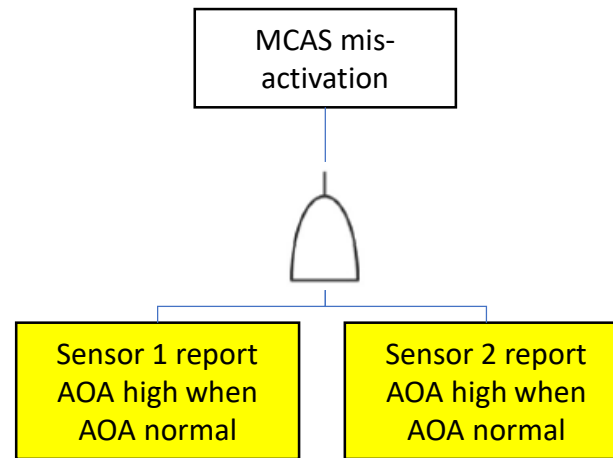 MCAS mis-
activation
Sensor 1 report
AOA high when
AOA normal
Sensor 2 report
AOA high when
AOA normal